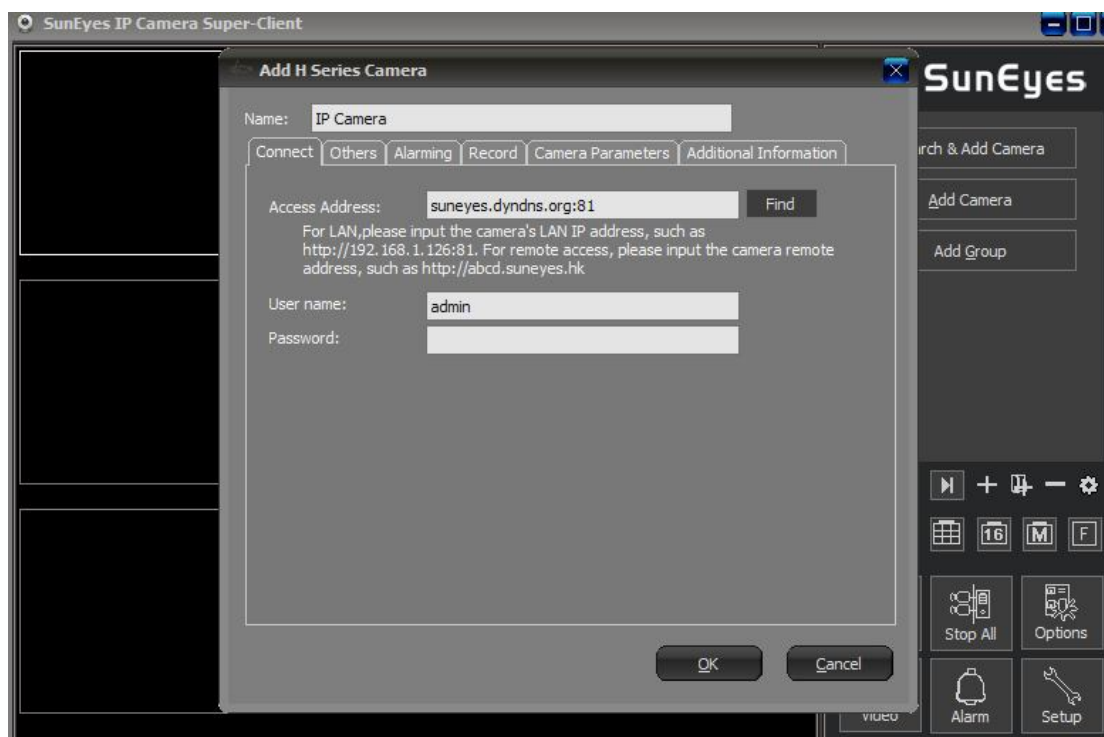 SunEyes IP Camera Super-Client
Add H Series Camera
SunEyes
Name: IP Camera
Connect Others Alarming Record Camera Parameters Additional Information
Access Address: suneyes.dyndns.org:81 Find
For LAN,please input the camera's LAN IP address, such as
http://192.168.1.126:81. For remote access, please input the camera remote
address, such as http://abcd.suneyes.hk
User name: admin
Password:
OK Cancel
& Add Camera
Add Camera
Add Group
16 M F
Stop All Options
Video Alarm Setup